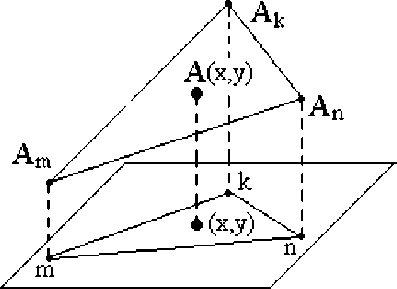 A_k
A(x,y)
A_n
A_m
k
(x,y)
n
m